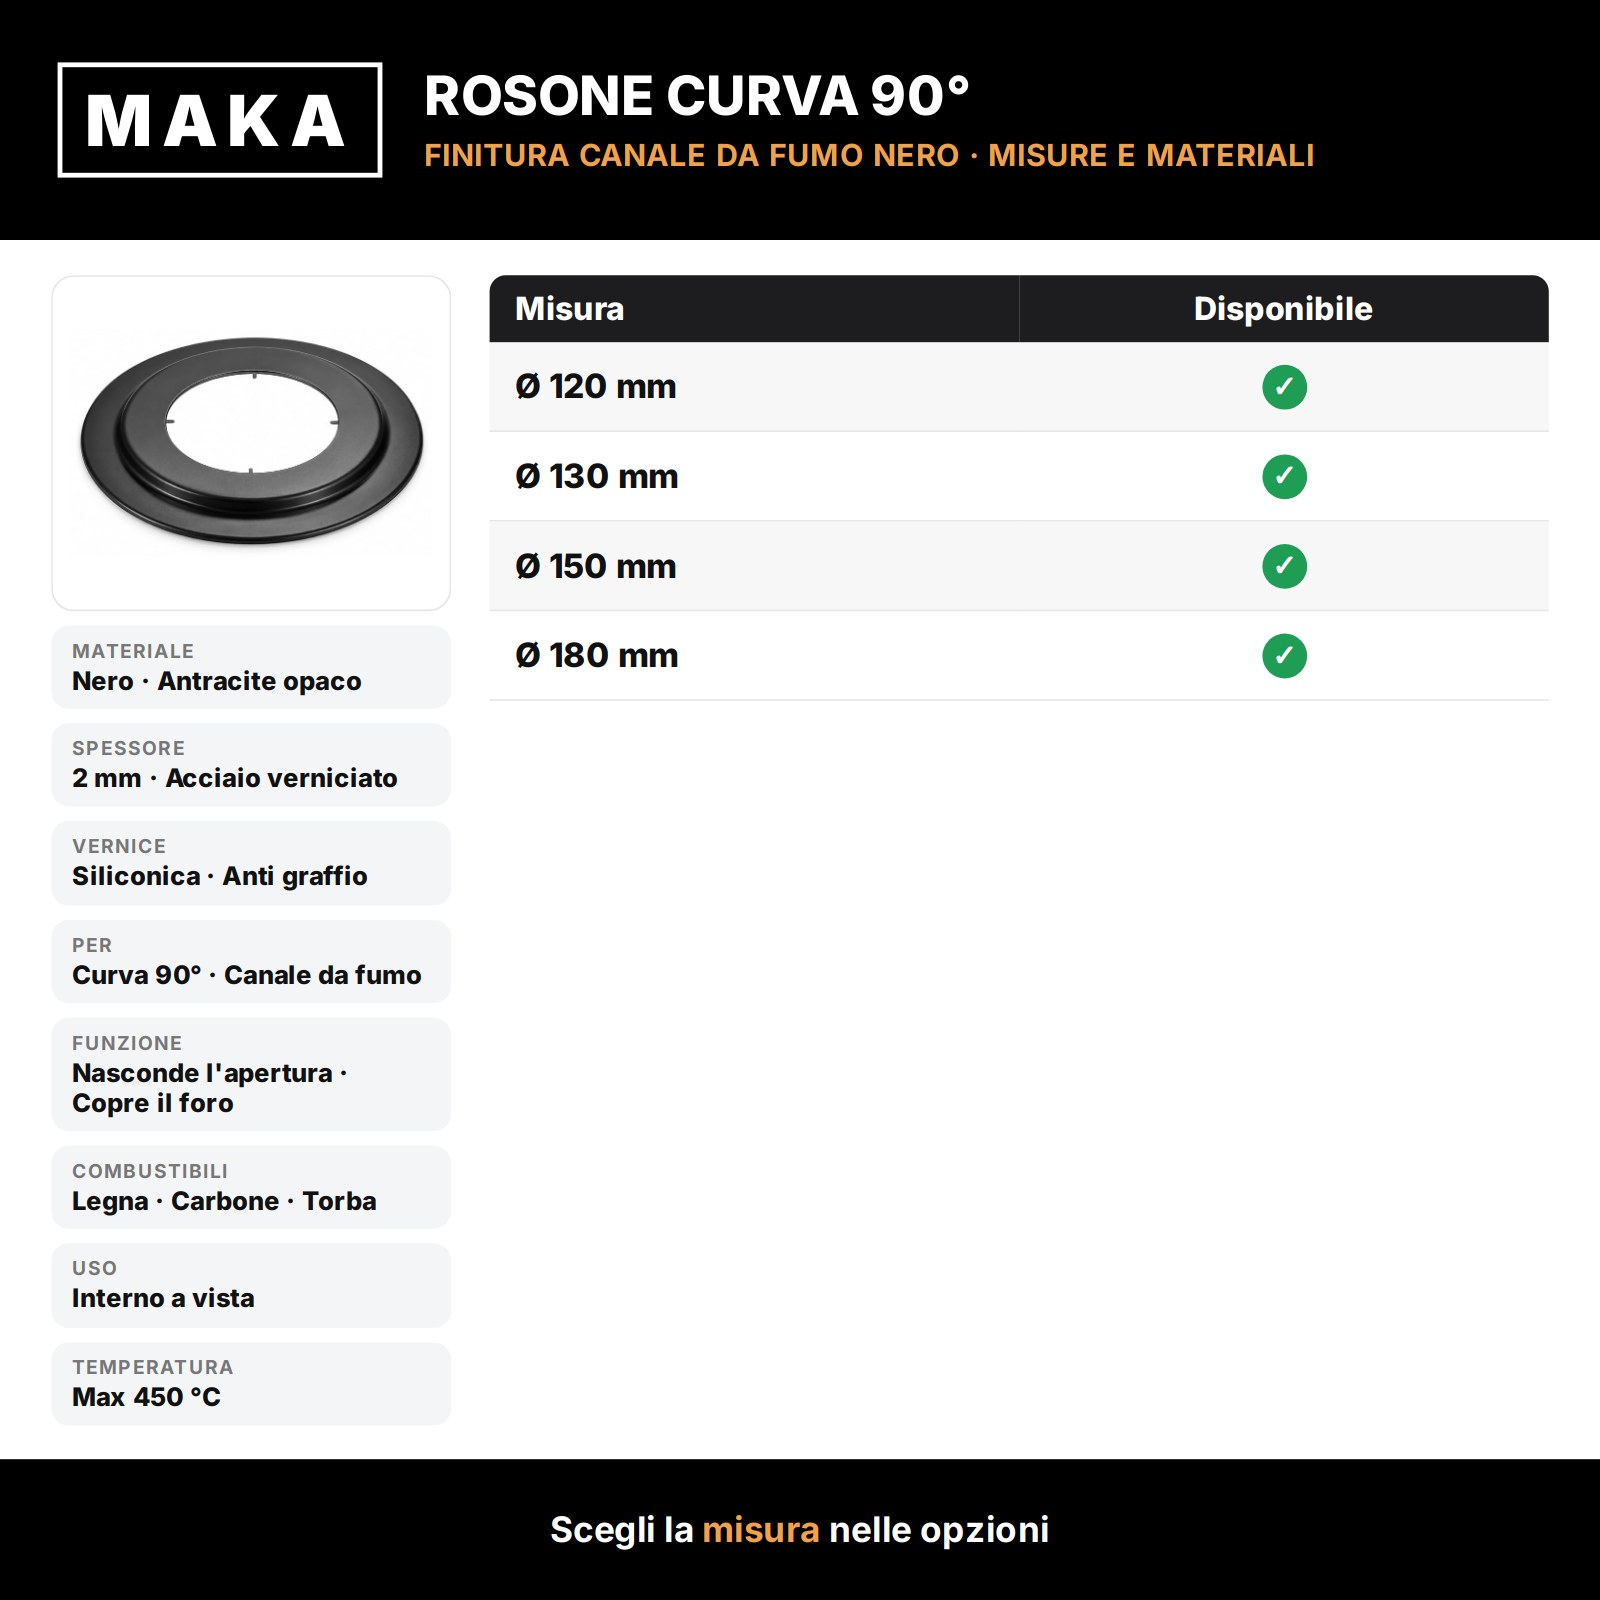 MAKA
ROSONE CURVA 90°
FINITURA CANALE DA FUMO NERO · MISURE E MATERIALI
Misura Disponibile
Ø 120 mm ✓
Ø 130 mm ✓
Ø 150 mm ✓
Ø 180 mm ✓
MATERIALE
Nero · Antracite opaco
SPESSORE
2 mm · Acciaio verniciato
VERNICE
Siliconica · Anti graffio
PER
Curva 90° · Canale da fumo
FUNZIONE
Nasconde l'apertura ·
Copre il foro
COMBUSTIBILI
Legna · Carbone · Torba
USO
Interno a vista
TEMPERATURA
Max 450 °C
Scegli la misura nelle opzioni